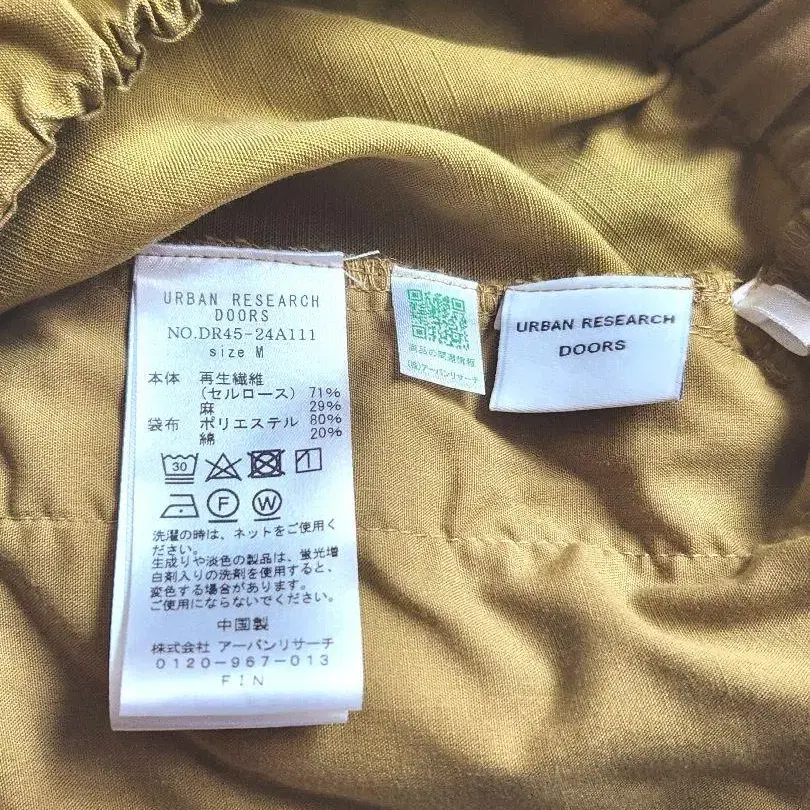 URBAN RESEARCH
DOORS
NO.DR45-24A111
size M
本体 再生繊維
(セルロース) 71%
麻 29%
袋布 ポリエステル 80%
綿 20%
30
F W
洗濯の時は、ネットをご使用く
ださい。
生成りや淡色の製品は、蛍光増
白剤入りの洗剤を使用すると、
変色する場合があります。
ご使用にならないでください。
中国製
株式会社 アーバンリサーチ
0120-967-013
FIN
商品の関連情報
(株)アーバンリサーチ
URBAN RESEARCH
DOORS